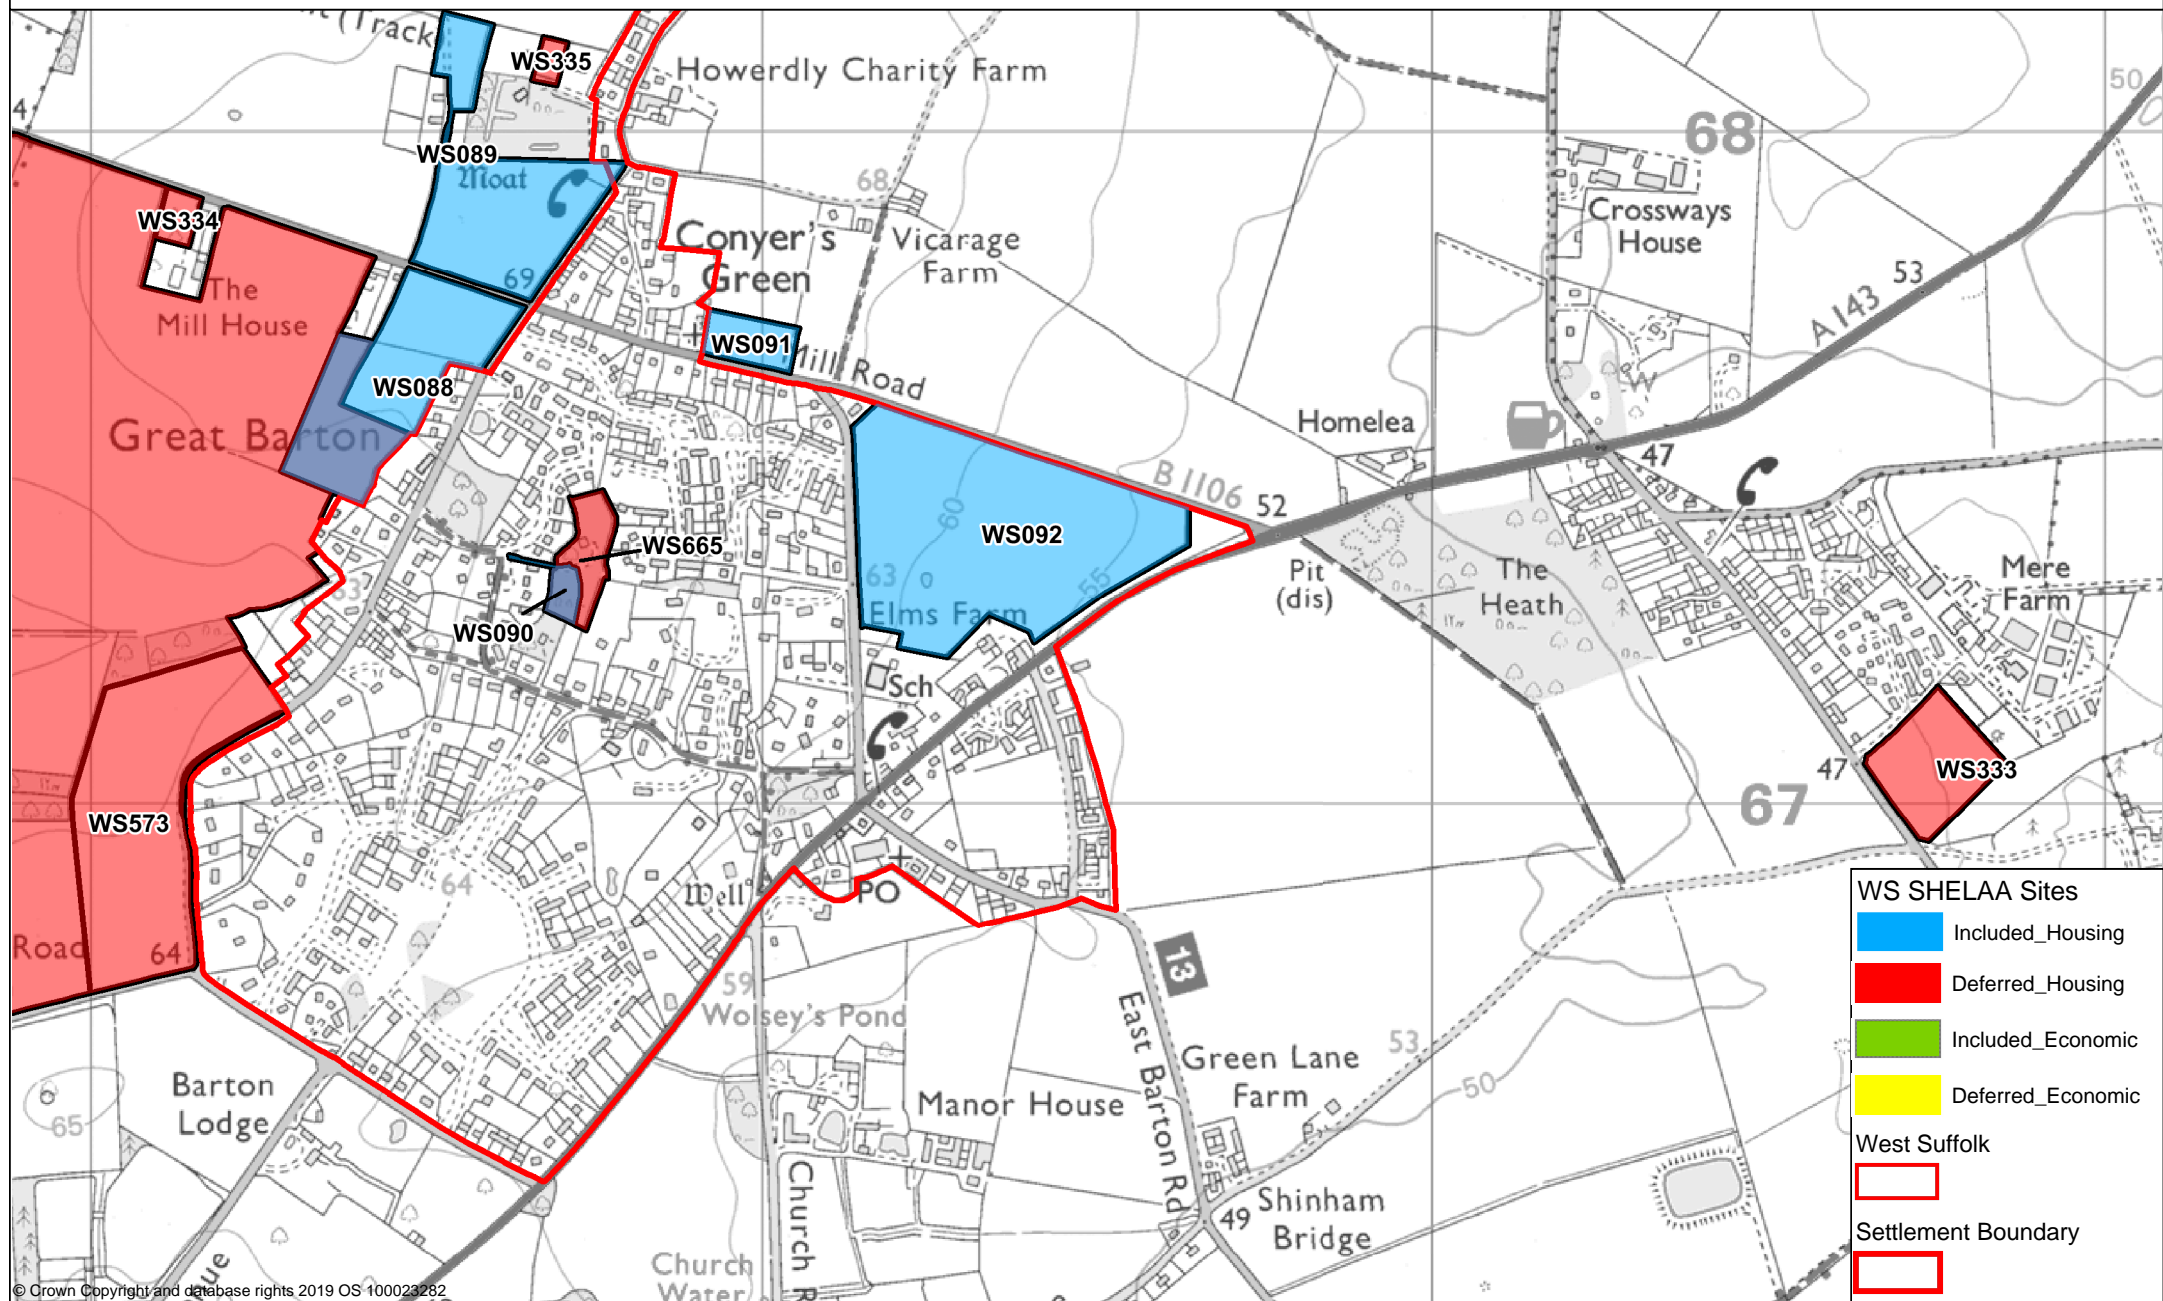 (Track
WS335
Howerdly Charity Farm
50
4
68
WS089
Moat
68
WS334
Crossways
House
Conyer's
Green
Vicarage
Farm
69
53
The
Mill House
A 143
WS091
Mill Road
WS088
Homelea
Great Barton
47
B 1106
52
WS092
60
WS665
63
55
Pit
(dis)
The
Heath
Mere
Farm
53
Elms Farm
WS090
Sch
47
WS333
67
WS573
64
Well
PO
Road
64
13
59
Wolsey's Pond
East Barton Rd
Green Lane
Farm
53
50
Barton
Lodge
65
Manor House
Church R
Shinham
Bridge
49
Church
Water
ue
WS SHELAA Sites
Included_Housing
Deferred_Housing
Included_Economic
Deferred_Economic
West Suffolk
Settlement Boundary
© Crown Copyright and database rights 2019 OS 100023282